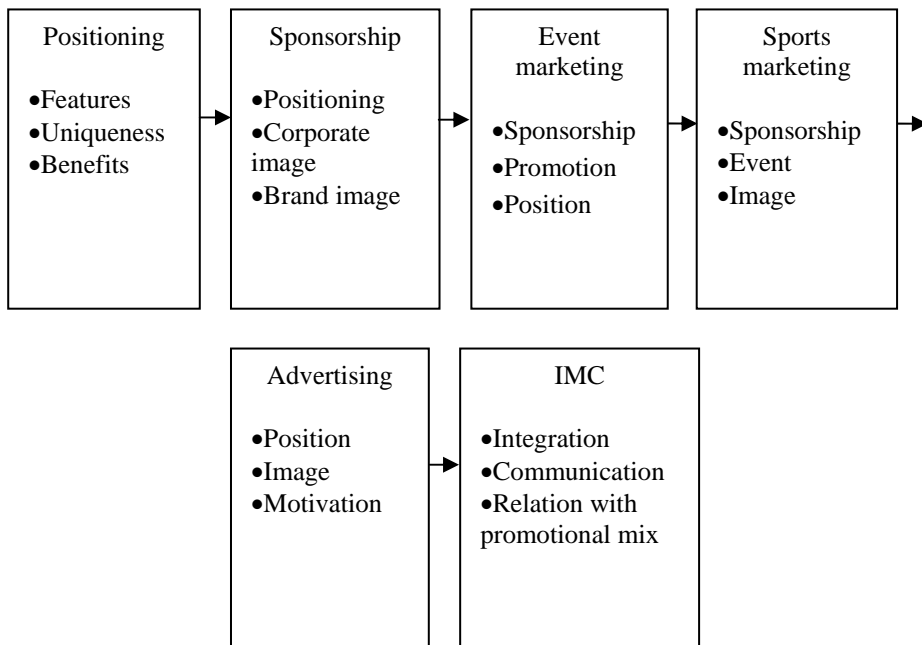 Positioning
•Features
•Uniqueness
•Benefits
Sponsorship
•Positioning
•Corporate
image
•Brand image
Event
marketing
•Sponsorship
•Promotion
•Position
Sports
marketing
•Sponsorship
•Event
•Image
Advertising
•Position
•Image
•Motivation
IMC
•Integration
•Communication
•Relation with
promotional mix